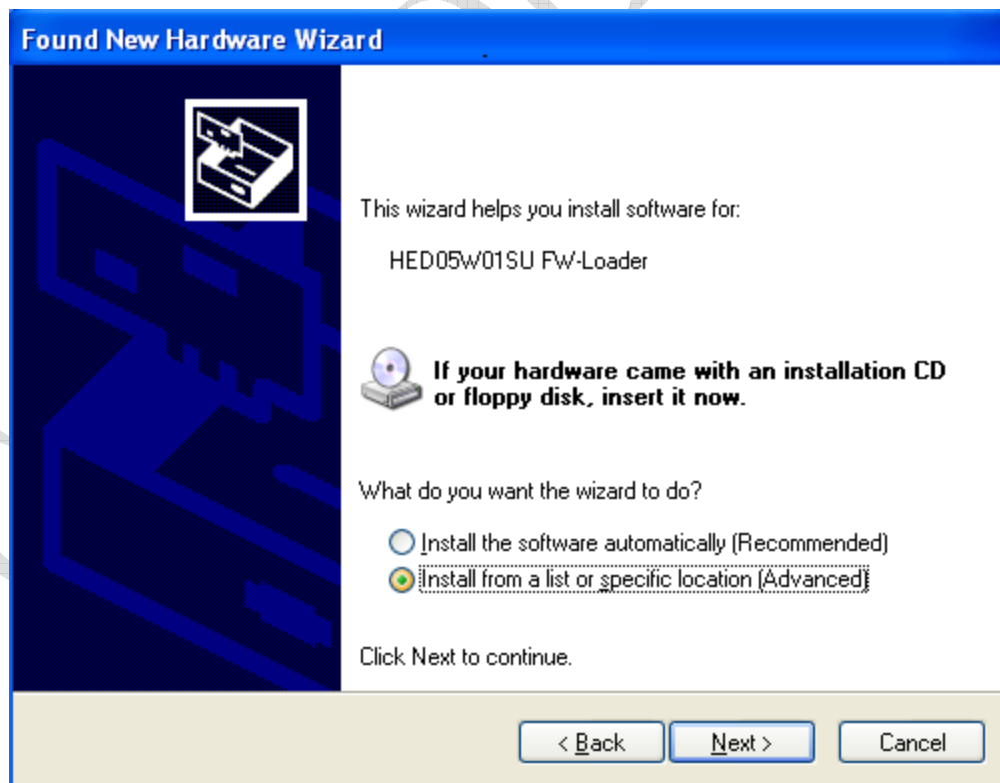 Found New Hardware Wizard
This wizard helps you install software for:
HED05W01SU FW-Loader
If your hardware came with an installation CD
or floppy disk, insert it now.
What do you want the wizard to do?
Install the software automatically (Recommended)
Install from a list or specific location (Advanced)
Click Next to continue.
< Back
Next >
Cancel